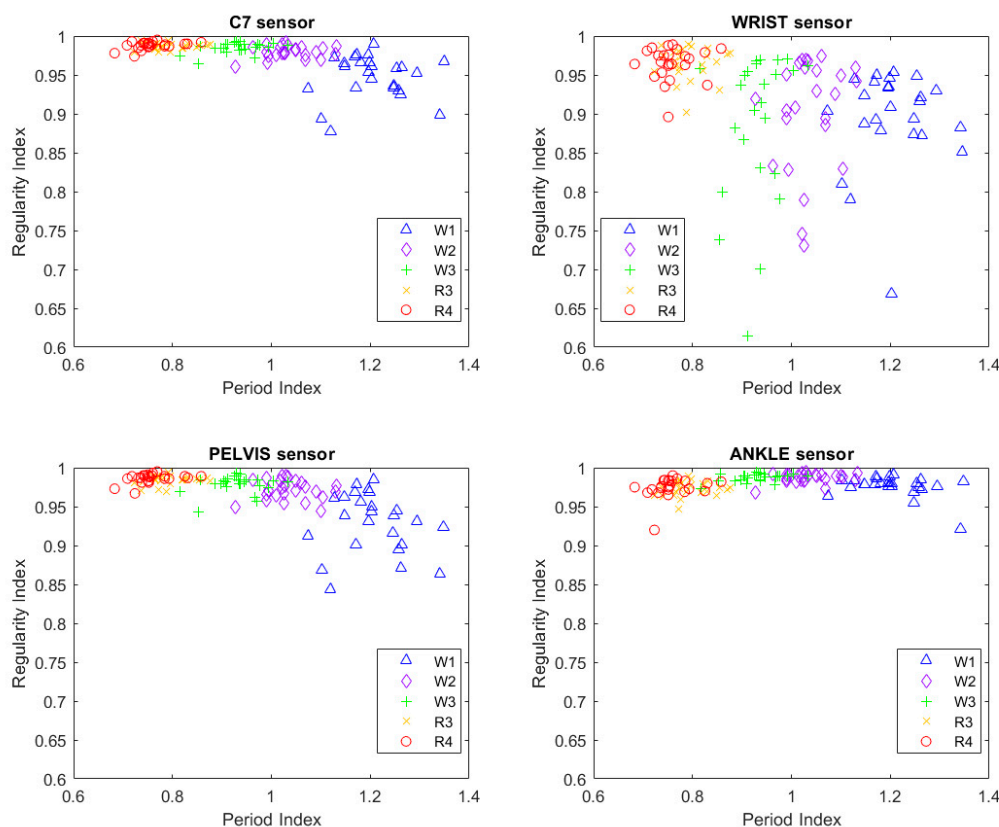 C7 sensor
1
0.95
0.9
0.85
0.8
0.75
0.7
0.65
0.6
Regularity Index
W1
W2
W3
R3
R4
0.6 0.8 1 1.2 1.4
Period Index
WRIST sensor
1
0.95
0.9
0.85
0.8
0.75
0.7
0.65
0.6
Regularity Index
W1
W2
W3
R3
R4
0.6 0.8 1 1.2 1.4
Period Index
PELVIS sensor
1
0.95
0.9
0.85
0.8
0.75
0.7
0.65
0.6
Regularity Index
W1
W2
W3
R3
R4
0.6 0.8 1 1.2 1.4
Period Index
ANKLE sensor
1
0.95
0.9
0.85
0.8
0.75
0.7
0.65
0.6
Regularity Index
W1
W2
W3
R3
R4
0.6 0.8 1 1.2 1.4
Period Index